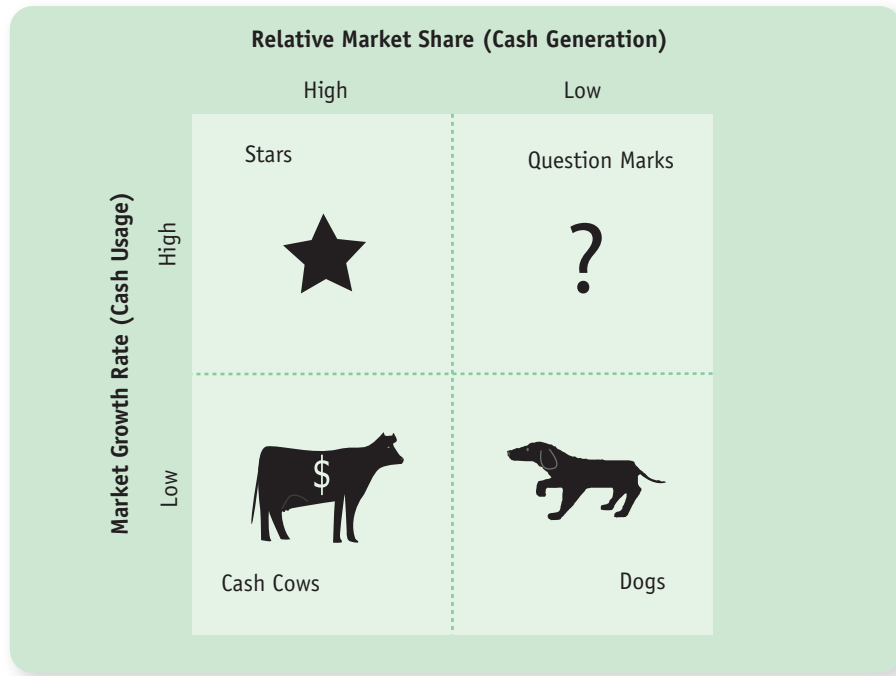 Relative Market Share (Cash Generation)
High
Low
Market Growth Rate (Cash Usage)
High
Low
Stars
Question Marks
?
$
Cash Cows
Dogs